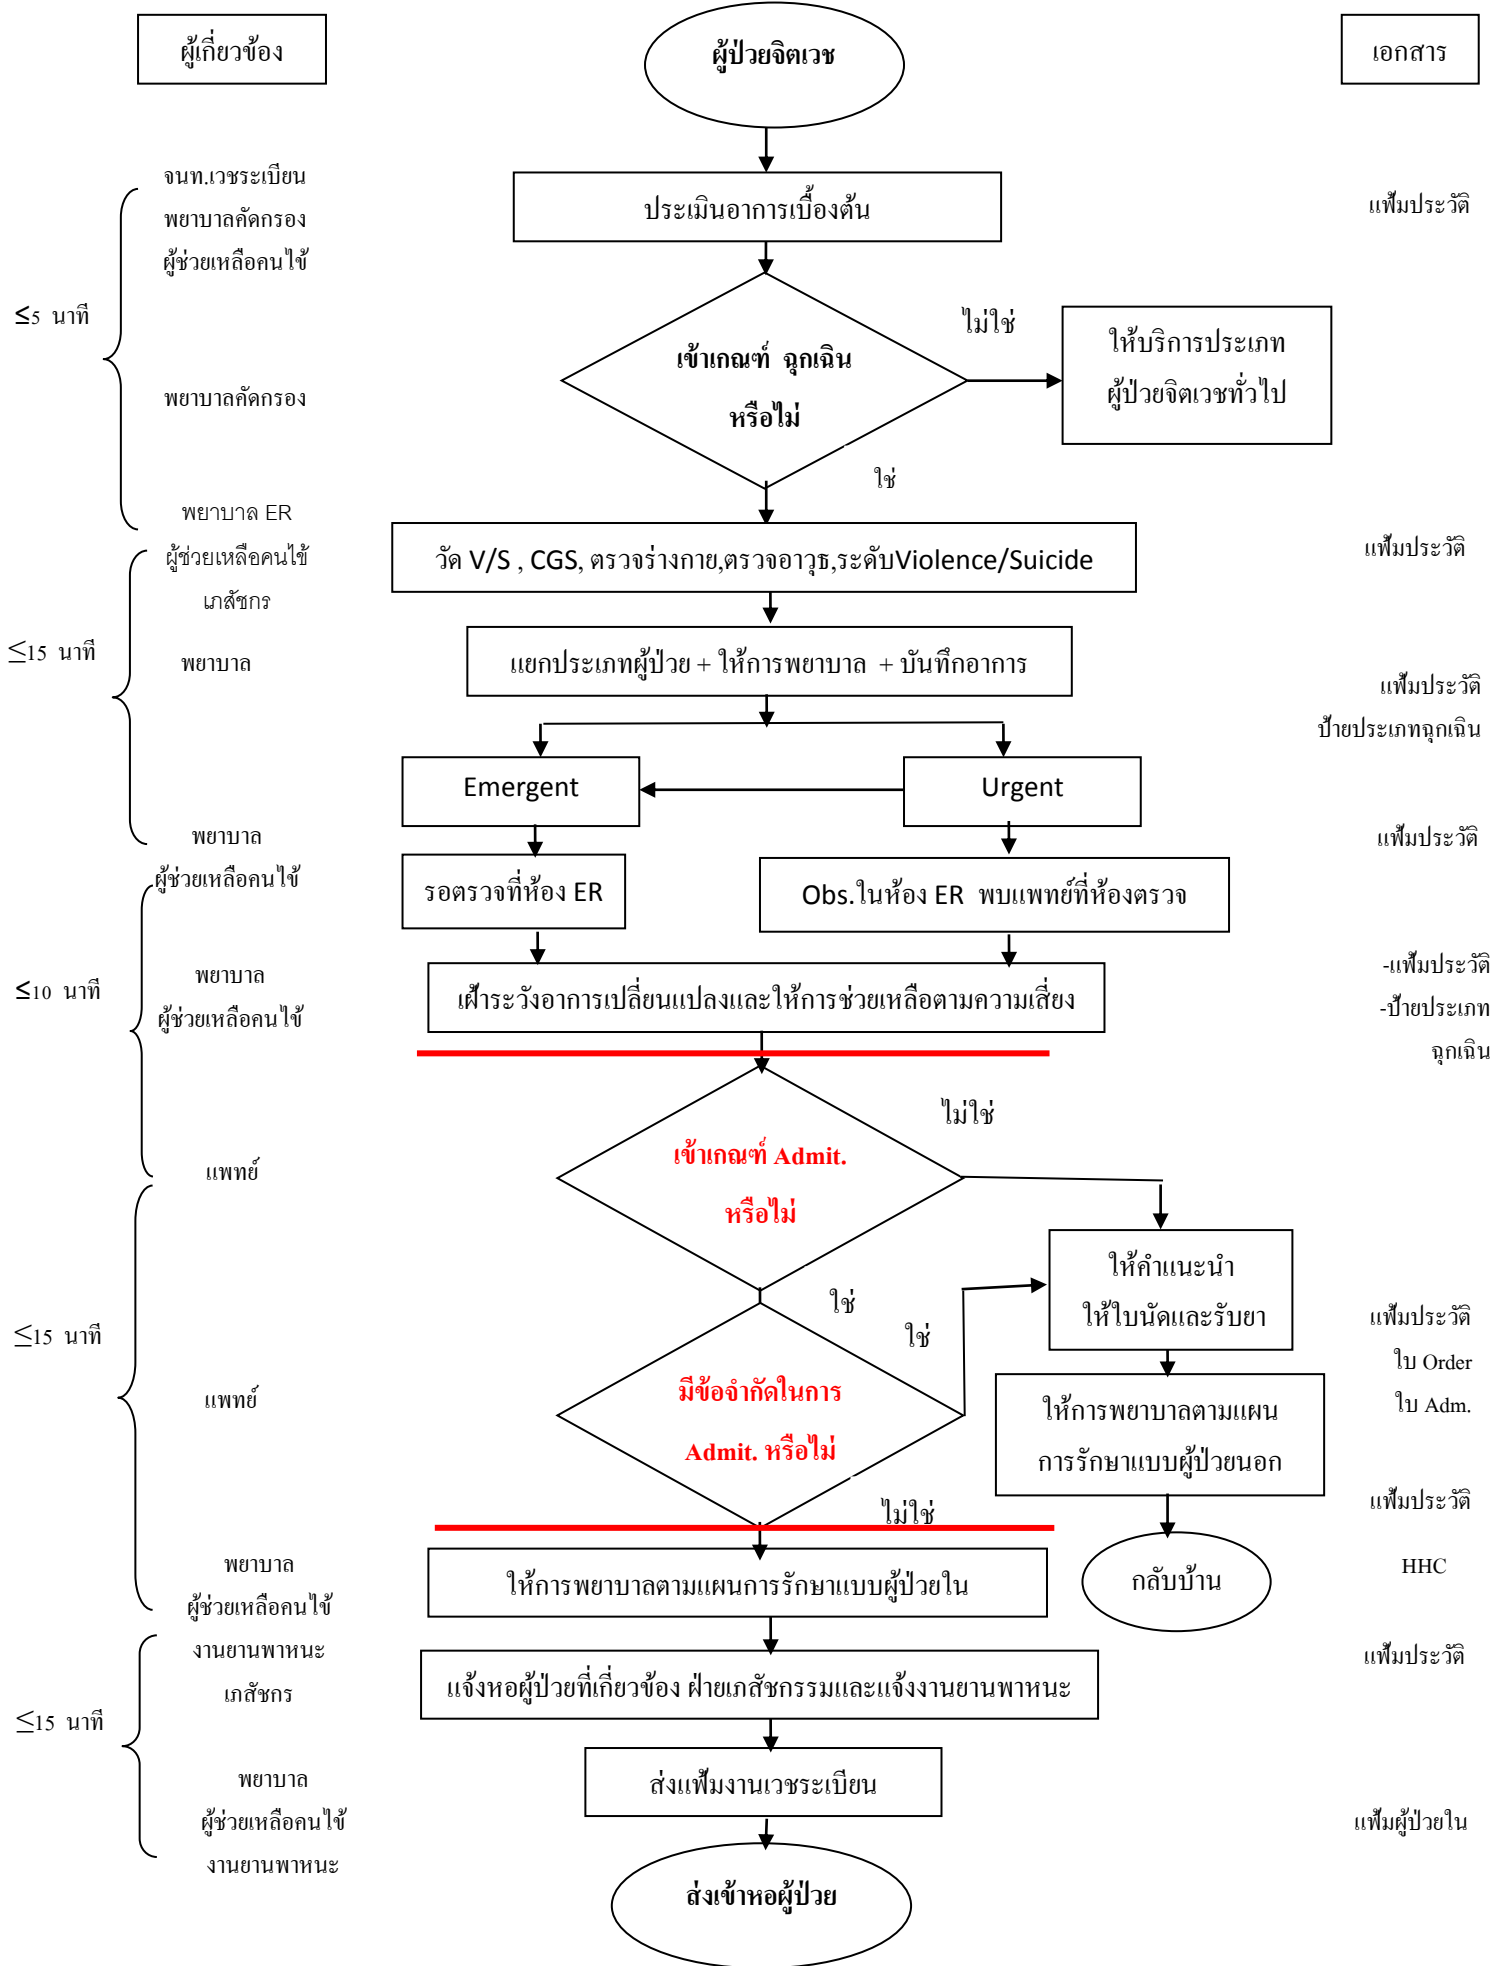 ผู้เกี่ยวข้อง
ผู้ป่วยจิตเวช
เอกสาร
จนท.เวชระเบียน
พยาบาลคัดกรอง
ผู้ช่วยเหลือคนไข้
ประเมินอาการเบื้องต้น
แฟ้มประวัติ
≤5 นาที
พยาบาลคัดกรอง
เข้าเกณฑ์ ฉุกเฉิน
หรือไม่
ไม่ใช่
ให้บริการประเภท
ผู้ป่วยจิตเวชทั่วไป
ใช่
พยาบาล ER
ผู้ช่วยเหลือคนไข้
เภสัชกร
วัด V/S , CGS, ตรวจร่างกาย,ตรวจอาวุธ,ระดับViolence/Suicide
แฟ้มประวัติ
≤15 นาที
พยาบาล
แยกประเภทผู้ป่วย + ให้การพยาบาล + บันทึกอาการ
แฟ้มประวัติ
ป้ายประเภทฉุกเฉิน
Emergent
Urgent
พยาบาล
ผู้ช่วยเหลือคนไข้
รอตรวจที่ห้อง ER
Obs.ในห้อง ER พบแพทย์ที่ห้องตรวจ
แฟ้มประวัติ
≤10 นาที
พยาบาล
ผู้ช่วยเหลือคนไข้
เฝ้าระวังอาการเปลี่ยนแปลงและให้การช่วยเหลือตามความเสี่ยง
-แฟ้มประวัติ
-ป้ายประเภท
ฉุกเฉิน
แพทย์
เข้าเกณฑ์ Admit.
หรือไม่
ไม่ใช่
ใช่
ให้คำแนะนำ
ให้ใบนัดและรับยา
≤15 นาที
แพทย์
มีข้อจำกัดในการ
Admit. หรือไม่
ใช่
ไม่ใช่
ให้การพยาบาลตามแผน
การรักษาแบบผู้ป่วยนอก
แฟ้มประวัติ
ใบ Order
ใบ Adm.
แฟ้มประวัติ
พยาบาล
ผู้ช่วยเหลือคนไข้
ให้การพยาบาลตามแผนการรักษาแบบผู้ป่วยใน
กลับบ้าน
HHC
งานยานพาหนะ
เภสัชกร
แจ้งหอผู้ป่วยที่เกี่ยวข้อง ฝ่ายเภสัชกรรมและแจ้งงานยานพาหนะ
แฟ้มประวัติ
≤15 นาที
พยาบาล
ผู้ช่วยเหลือคนไข้
งานยานพาหนะ
ส่งแฟ้มงานเวชระเบียน
แฟ้มผู้ป่วยใน
ส่งเข้าหอผู้ป่วย